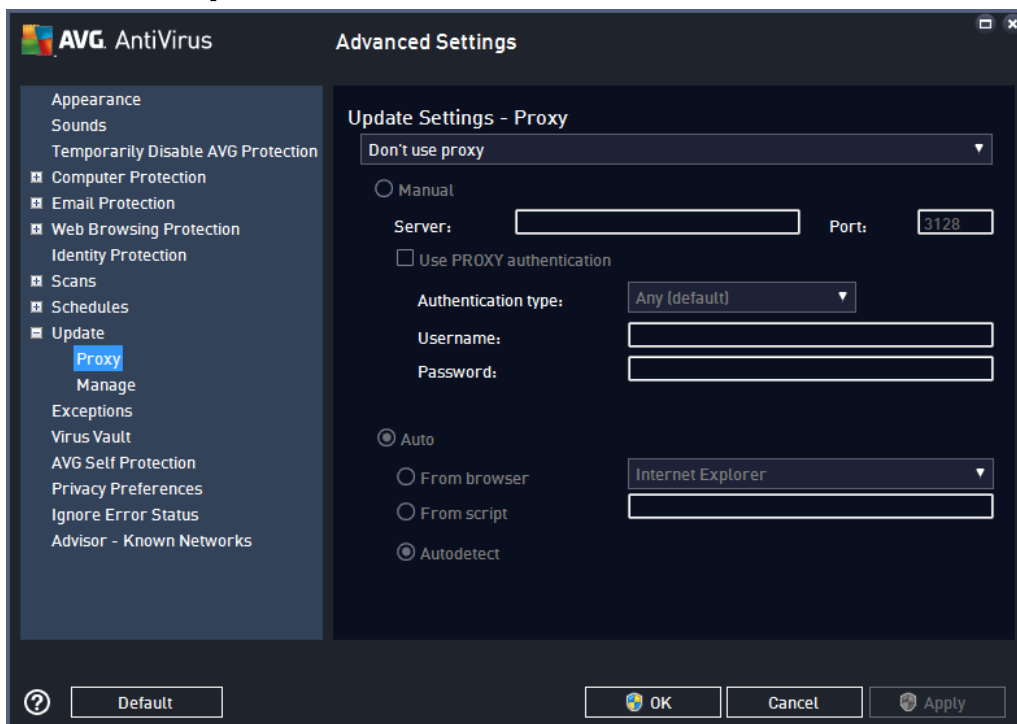 AVG. AntiVirus
Advanced Settings
Appearance
Sounds
Temporarily Disable AVG Protection
Computer Protection
Email Protection
Web Browsing Protection
Identity Protection
Scans
Schedules
Update
Proxy
Manage
Exceptions
Virus Vault
AVG Self Protection
Privacy Preferences
Ignore Error Status
Advisor - Known Networks
Update Settings - Proxy
Don't use proxy
Manual
Server: Port: 3128
Use PROXY authentication
Authentication type: Any (default)
Username:
Password:
Auto
From browser Internet Explorer
From script
Autodetect
? Default OK Cancel Apply